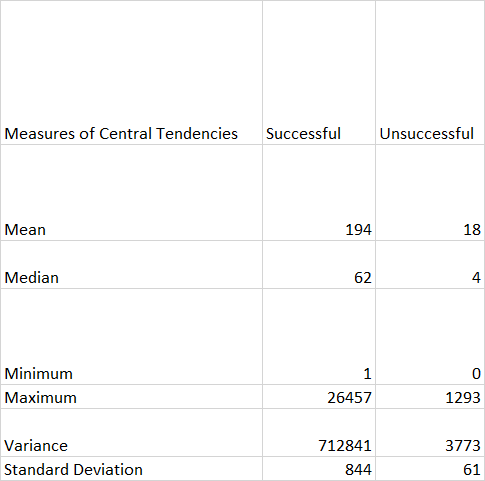 Measures of Central Tendencies Successful Unsuccessful
Mean 194 18
Median 62 4
Minimum 1 0
Maximum 26457 1293
Variance 712841 3773
Standard Deviation 844 61